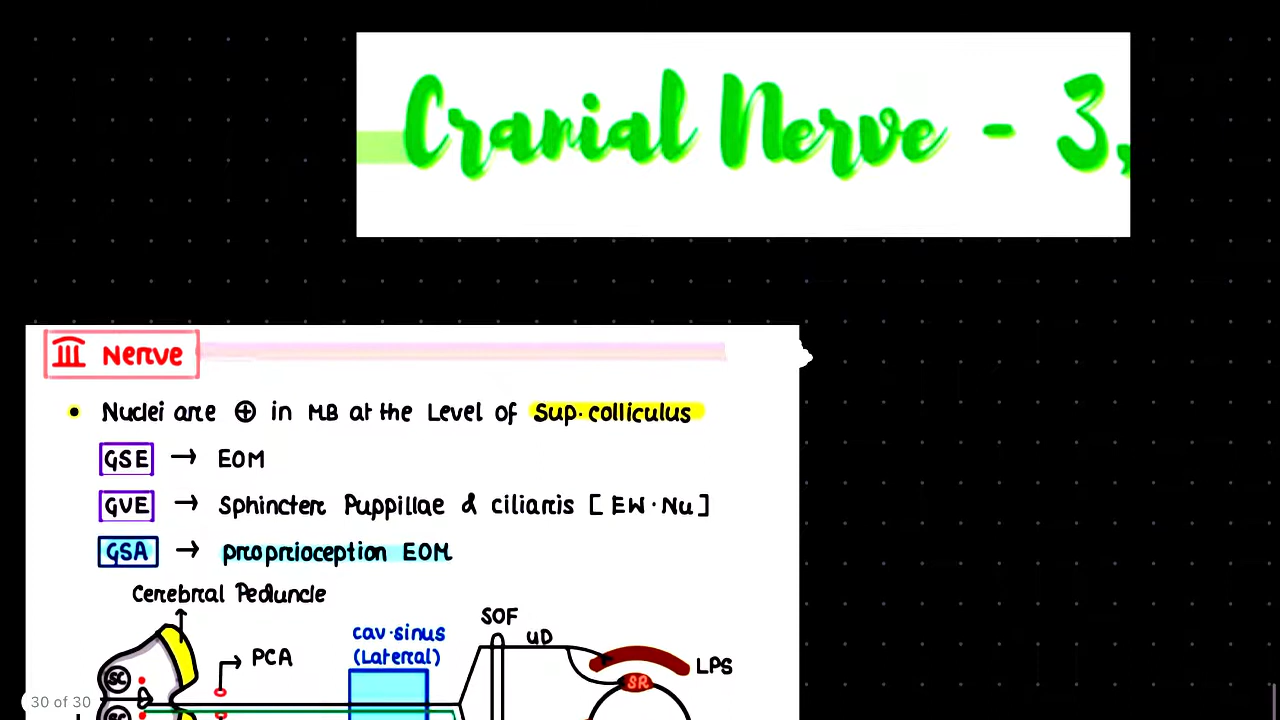 Cranial Nerve - 3,
III Nerve
• Nuclei are ⊕ in MB at the Level of Sup. colliculus
GSE → EOM
GVE → Sphincter Puppillae & ciliaris [EW. Nu]
GSA → proprioception EOM
Cerebral Peduncle
SOF
cav. sinus
(Lateral)
UD
PCA
LPS
SC
SR
30 of 30